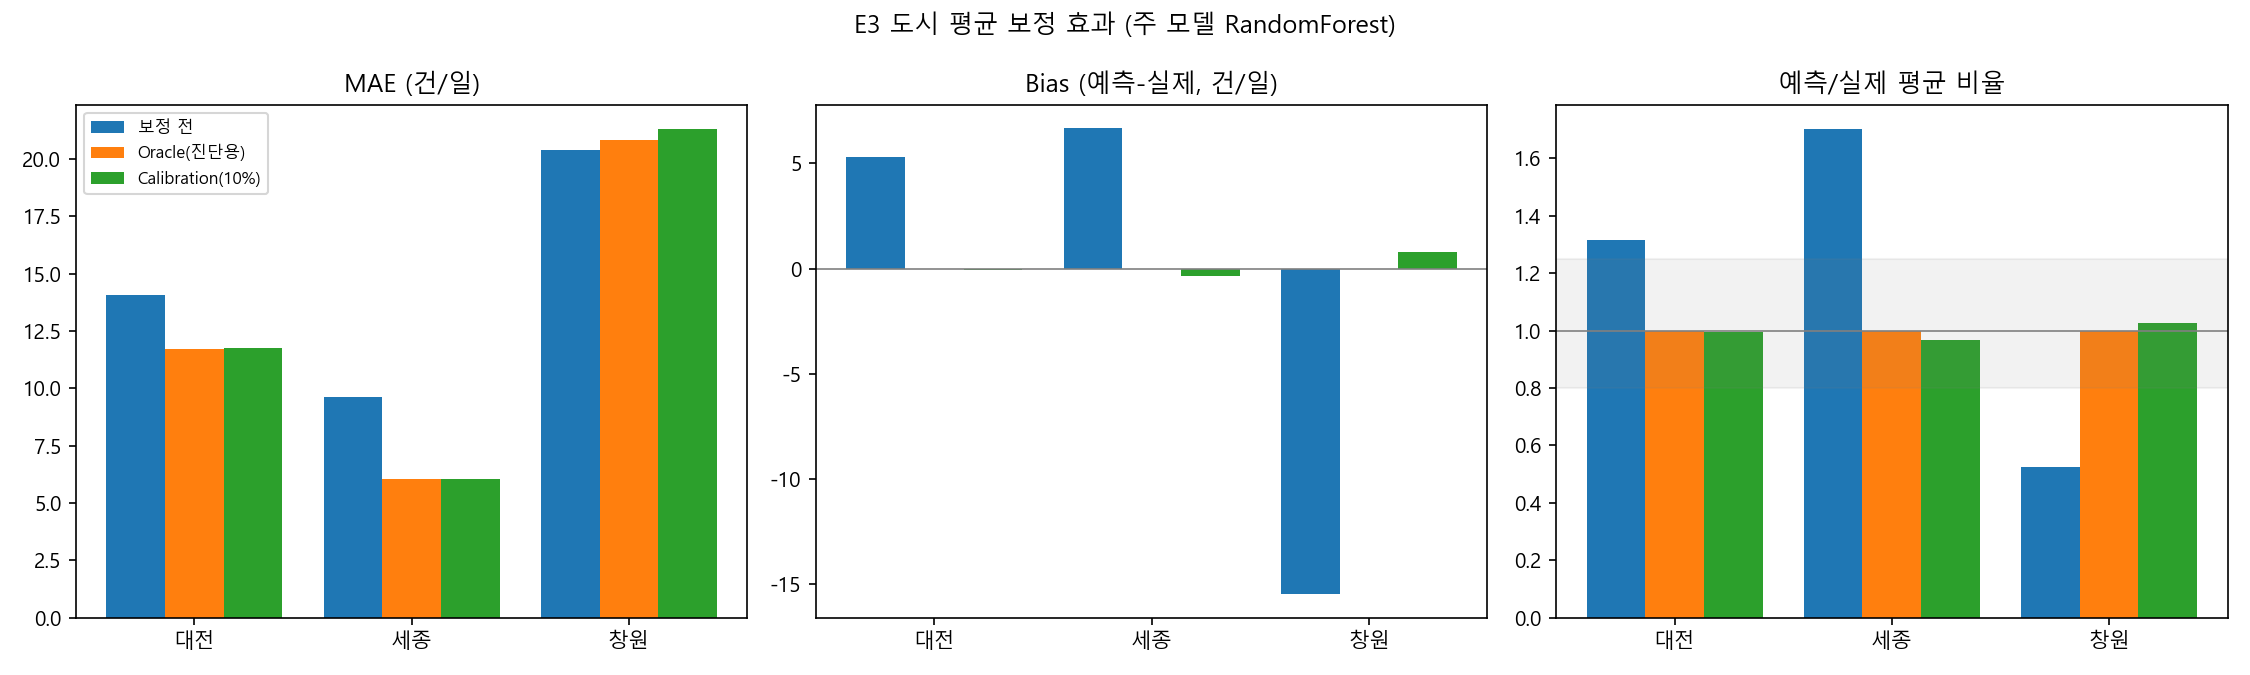 E3 도시 평균 보정 효과 (주 모델 RandomForest)
MAE (건/일)
보정 전
Oracle(진단용)
Calibration(10%)
20.0
17.5
15.0
12.5
10.0
7.5
5.0
2.5
0.0
대전 세종 창원
Bias (예측-실제, 건/일)
5
0
-5
-10
-15
대전 세종 창원
예측/실제 평균 비율
1.6
1.4
1.2
1.0
0.8
0.6
0.4
0.2
0.0
대전 세종 창원